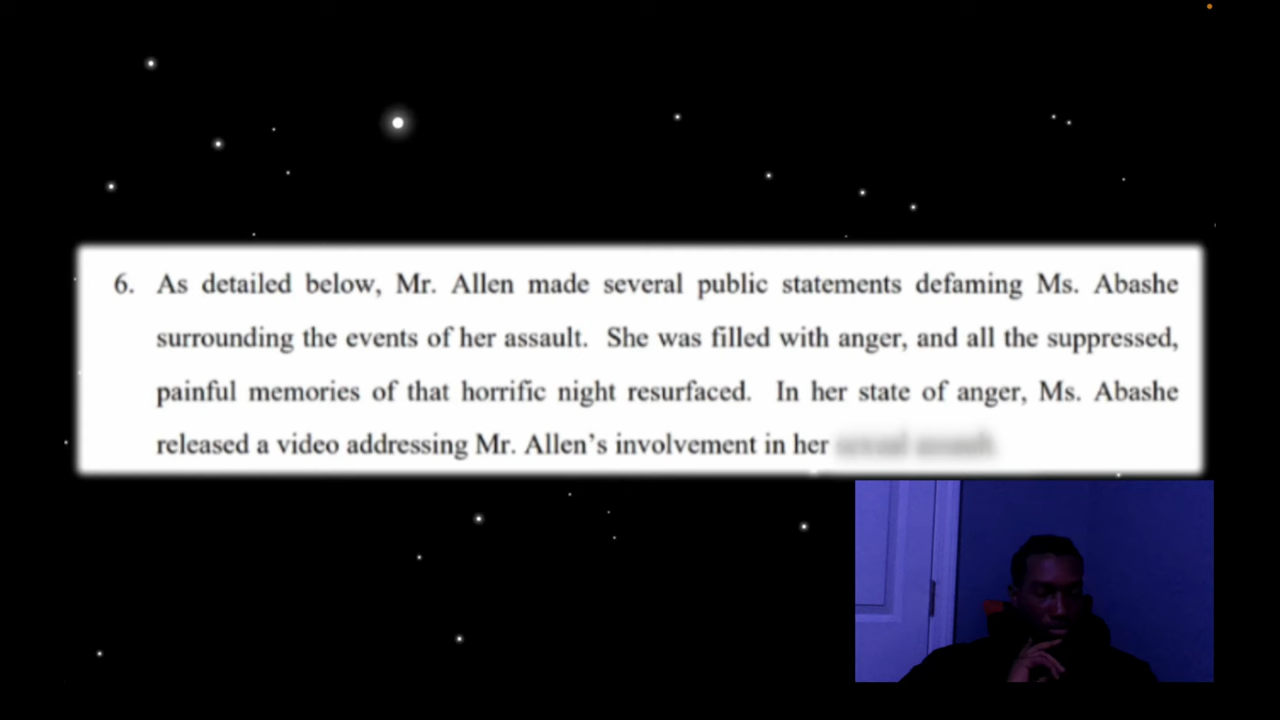 6. As detailed below, Mr. Allen made several public statements defaming Ms. Abashe
surrounding the events of her assault. She was filled with anger, and all the suppressed,
painful memories of that horrific night resurfaced. In her state of anger, Ms. Abashe
released a video addressing Mr. Allen’s involvement in her